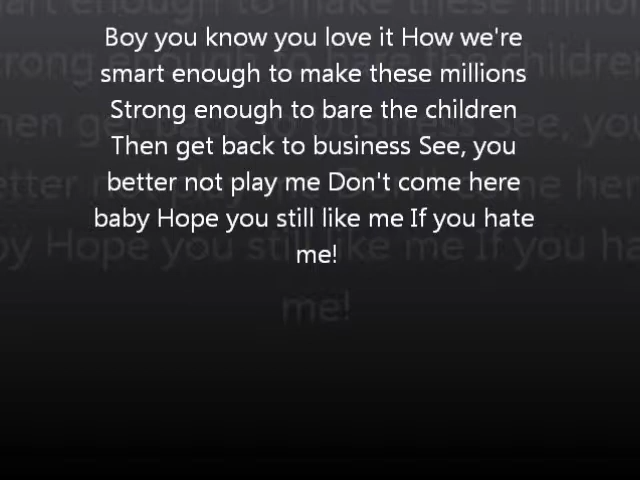 Boy you know you love it How we're
smart enough to make these millions
Strong enough to bare the children
Then get back to business See, you
better not play me Don't come here
baby Hope you still like me If you hate
me!